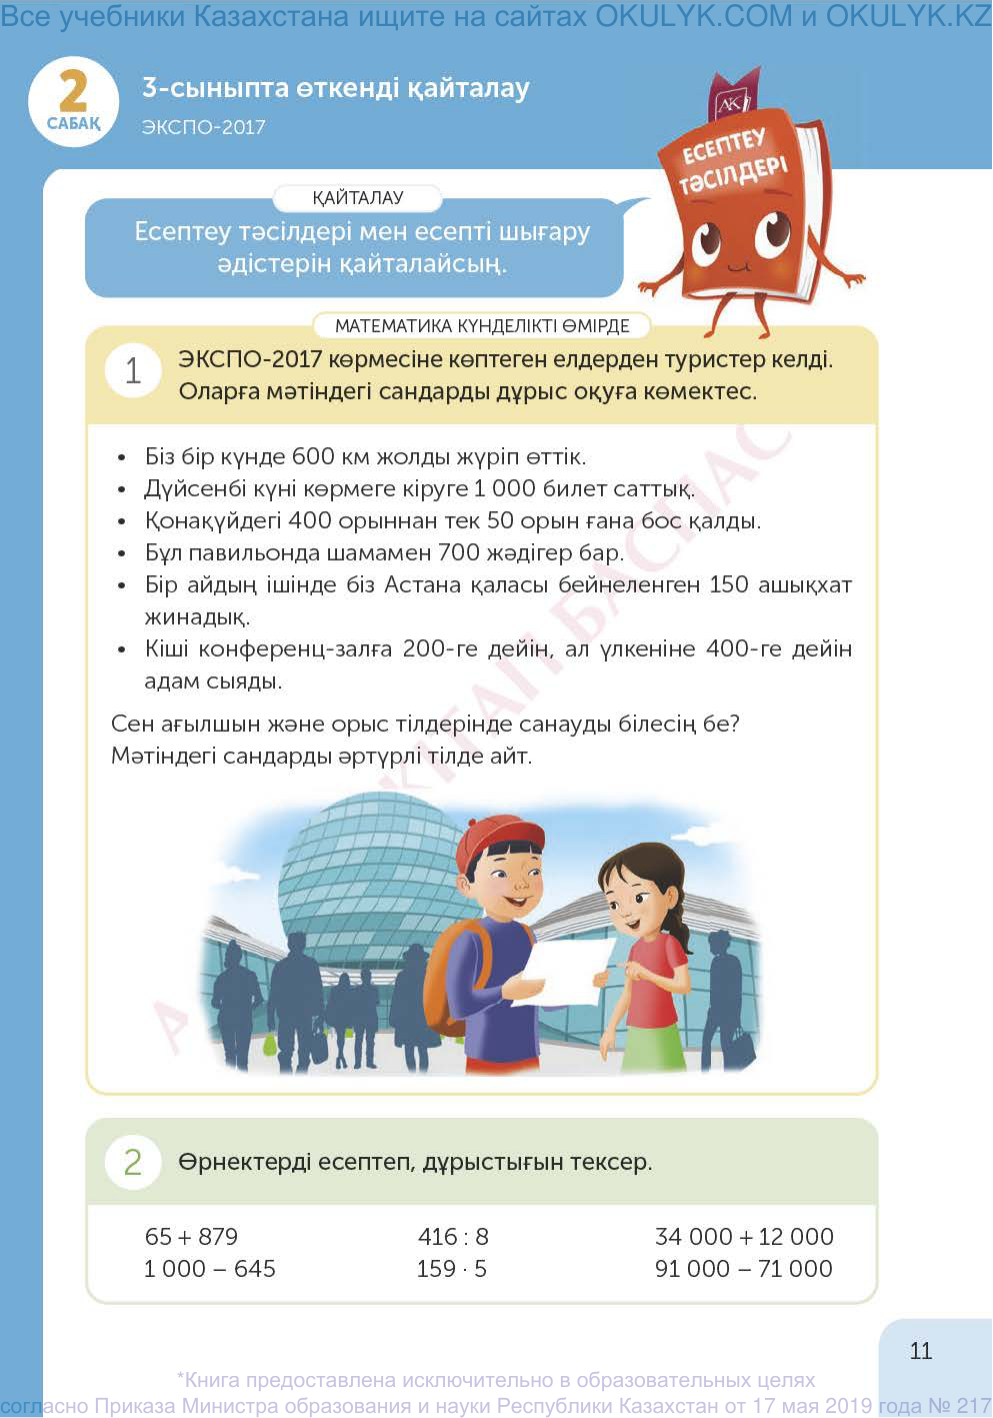 Все учебники Казахстана ищите на сайтах OKULYK.COM и OKULYK.KZ
2
САБАҚ
3-сыныпта өткенді қайталау
ЭКСПО-2017
АК
ЕСЕПТЕУ
ТӘСІЛДЕРІ
ҚАЙТАЛАУ
Есептеу тәсілдері мен есепті шығару
әдістерін қайталайсың.
МАТЕМАТИКА КҮНДЕЛІКТІ ӨМІРДЕ
1
ЭКСПО-2017 көрмесіне көптеген елдерден туристер келді.
Оларға мәтіндегі сандарды дұрыс оқуға көмектес.
• Біз бір күнде 600 км жолды жүріп өттік.
• Дүйсенбі күні көрмеге кіруге 1 000 билет саттық.
• Қонақүйдегі 400 орыннан тек 50 орын ғана бос қалды.
• Бұл павильонда шамамен 700 жәдігер бар.
• Бір айдың ішінде біз Астана қаласы бейнеленген 150 ашықхат
жинадық.
• Кіші конференц-залға 200-ге дейін, ал үлкеніне 400-ге дейін
адам сыяды.
Сен ағылшын және орыс тілдерінде санауды білесің бе?
Мәтіндегі сандарды әртүрлі тілде айт.
КІТАП БАСПАС
2
Өрнектерді есептеп, дұрыстығын тексер.
65 + 879 416 : 8 34 000 + 12 000
1 000 – 645 159 · 5 91 000 – 71 000
11
*Книга предоставлена исключительно в образовательных целях
согласно Приказа Министра образования и науки Республики Казахстан от 17 мая 2019 года № 217